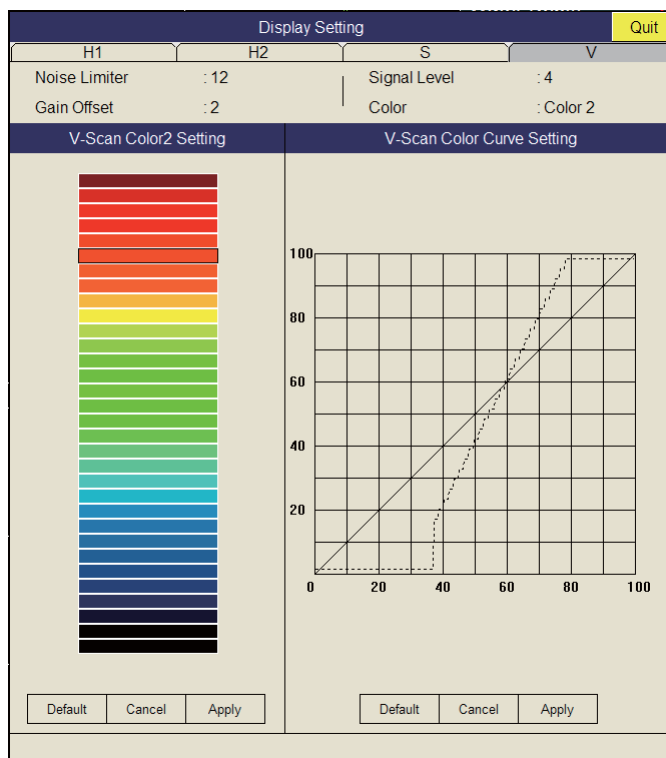 Display Setting Quit
H1 H2 S V
Noise Limiter : 12 Signal Level : 4
Gain Offset : 2 Color : Color 2
V-Scan Color2 Setting V-Scan Color Curve Setting
100
80
60
40
20
0 20 40 60 80 100
Default Cancel Apply Default Cancel Apply